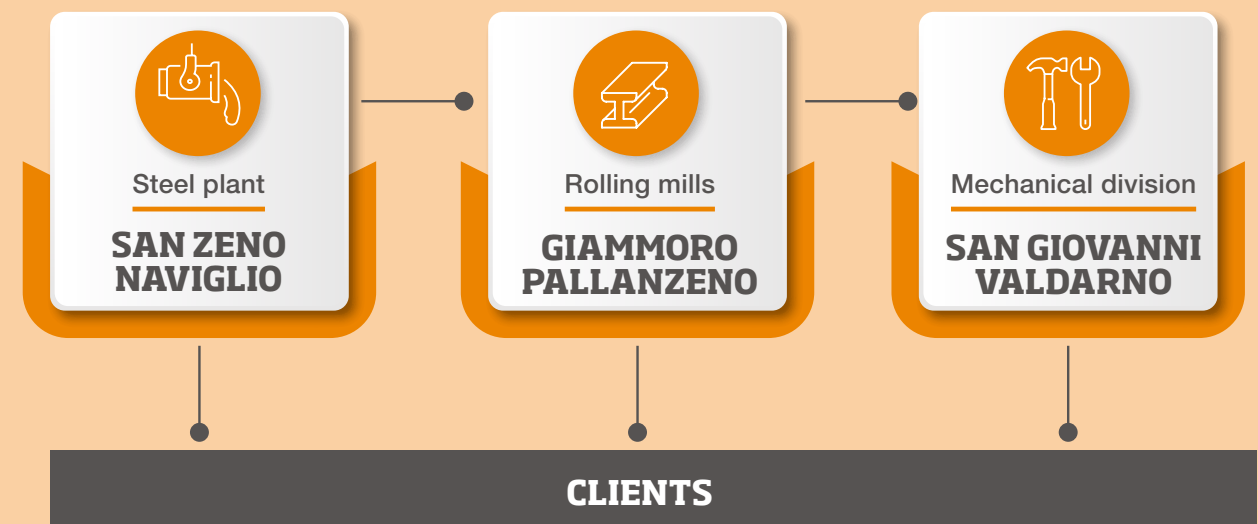 Steel plant
SAN ZENO
NAVIGLIO
Rolling mills
GIAMMORO
PALLANZENO
Mechanical division
SAN GIOVANNI
VALDARNO
CLIENTS